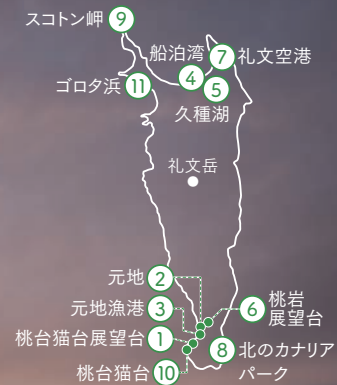 スコトン岬 9
船泊湾 7 礼文空港
4
ゴロタ浜 11 5
久種湖
礼文岳
元地 2
元地漁港 3
6 桃岩
展望台
桃台猫台展望台 1
8 北のカナリア
パーク
桃台猫台 10